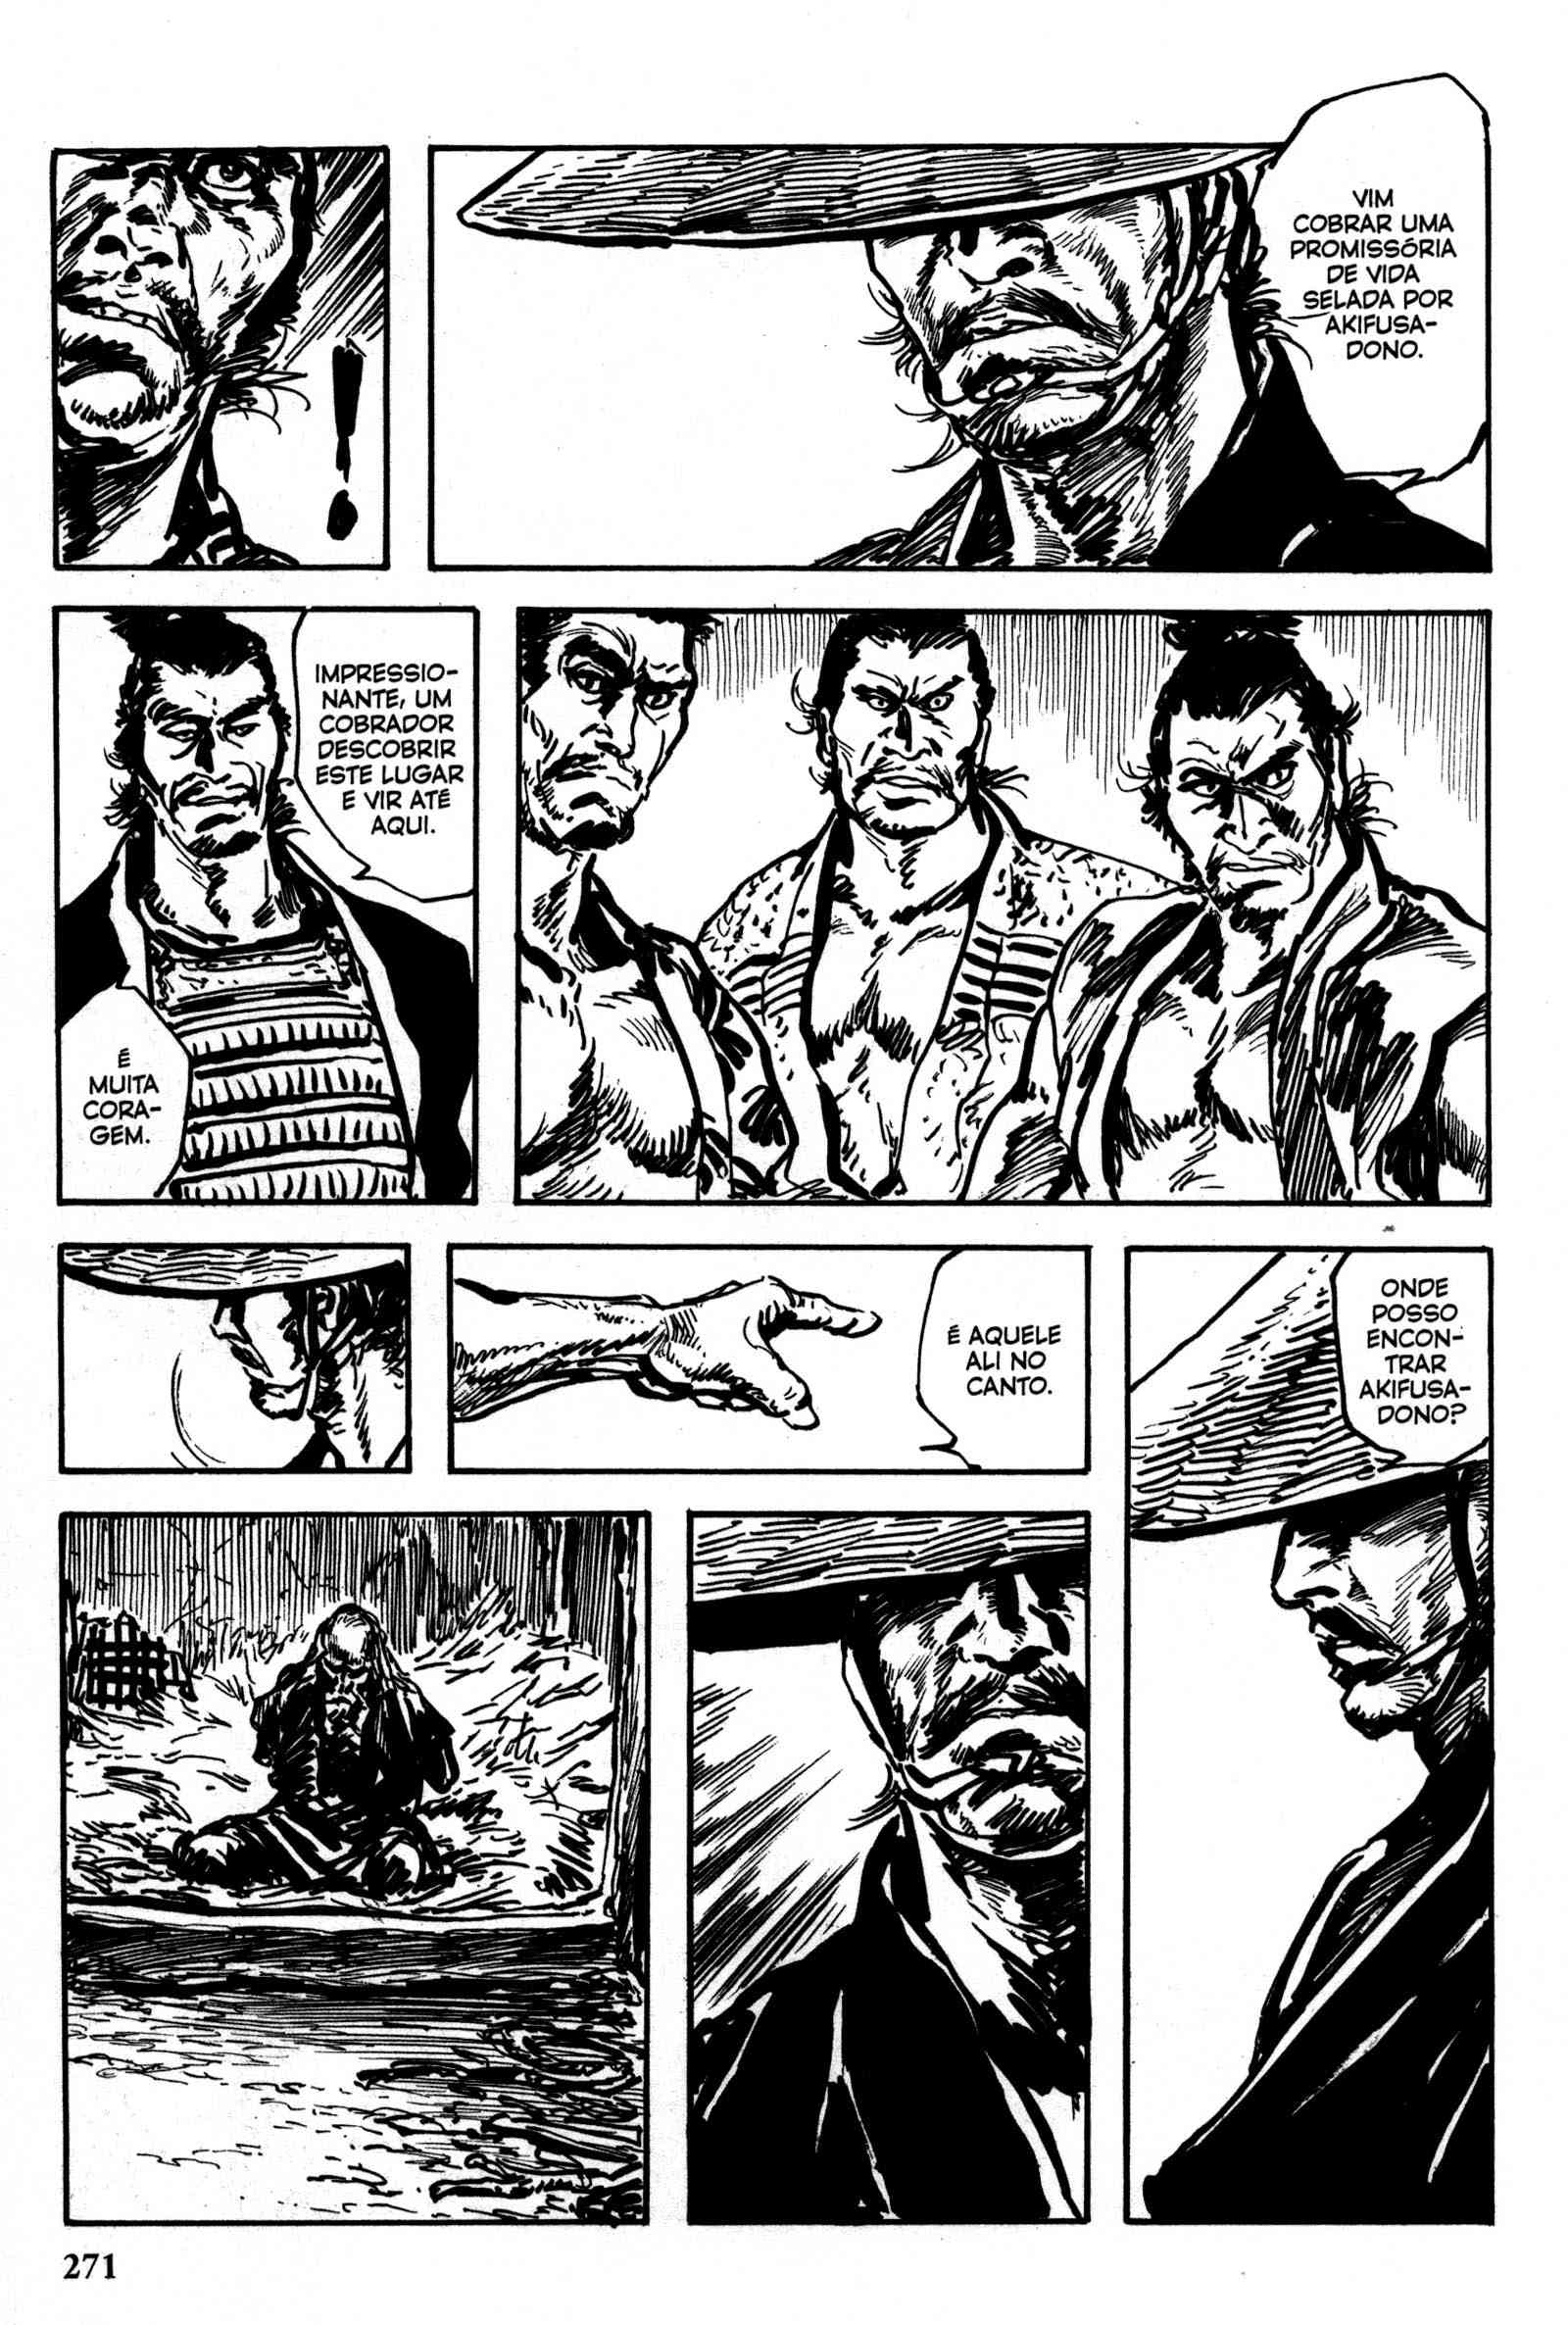 VIM
COBRAR UMA
PROMISSÓRIA
DE VIDA
SELADA POR
AKIFUSA-
DONO.
!
IMPRESSIO-
NANTE, UM
COBRADOR
DESCOBRIR
ESTE LUGAR
E VIR ATÉ
AQUI.
É
MUITA
CORA-
GEM.
ONDE
POSSO
ENCON-
TRAR
AKIFUSA-
DONO?
É AQUELE
ALI NO
CANTO.
271